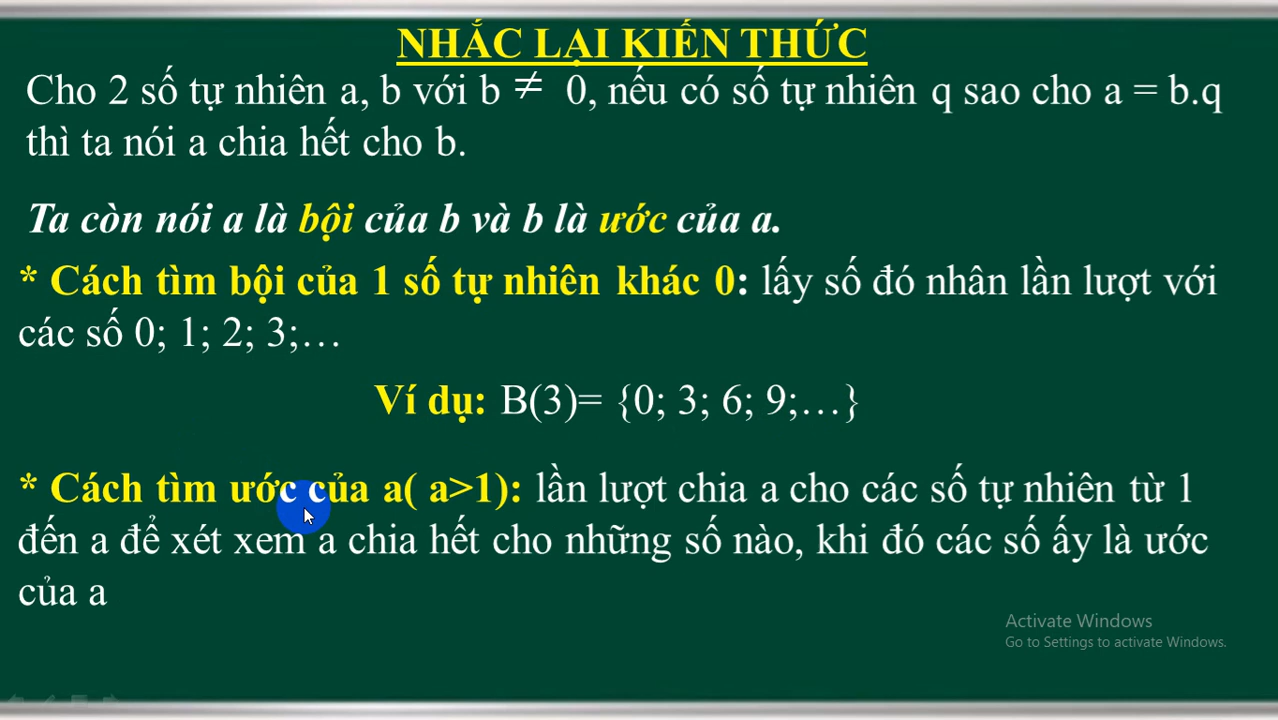 NHẮC LẠI KIẾN THỨC
Cho 2 số tự nhiên a, b với b ≠ 0, nếu có số tự nhiên q sao cho a = b.q
thì ta nói a chia hết cho b.
Ta còn nói a là bội của b và b là ước của a.
* Cách tìm bội của 1 số tự nhiên khác 0: lấy số đó nhân lần lượt với
các số 0; 1; 2; 3;…
Ví dụ: B(3)= {0; 3; 6; 9;…}
* Cách tìm ước của a( a>1): lần lượt chia a cho các số tự nhiên từ 1
đến a để xét xem a chia hết cho những số nào, khi đó các số ấy là ước
của a
Activate Windows
Go to Settings to activate Windows.